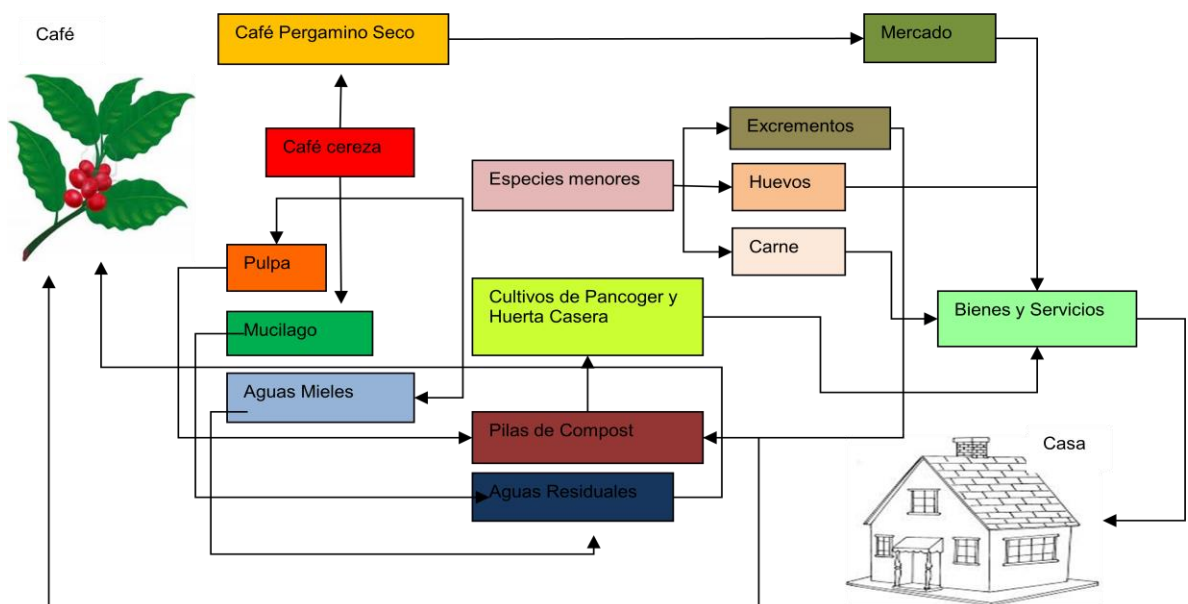 Café
Café Pergamino Seco
Mercado
Café cereza
Excrementos
Especies menores
Huevos
Carne
Pulpa
Cultivos de Pancoger y
Huerta Casera
Bienes y Servicios
Mucilago
Aguas Mieles
Pilas de Compost
Casa
Aguas Residuales